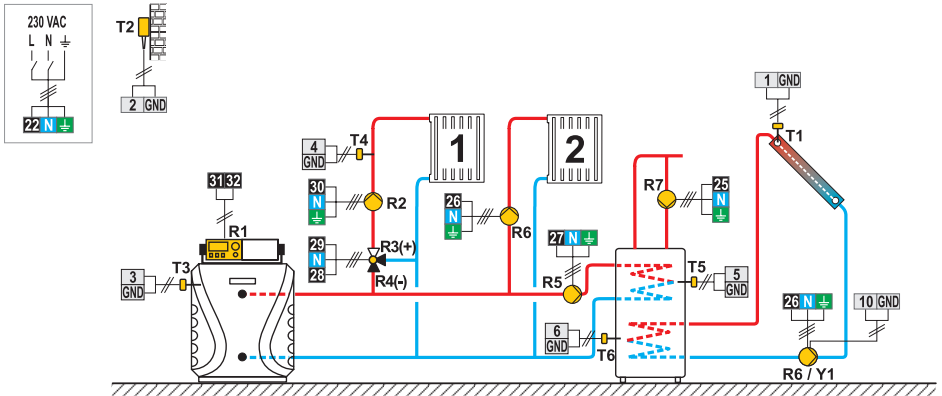 230 VAC
L N
22 N
T2
2 GND
31 32
R1
3
GND
T3
4
GND
T4
30
N
R2
29
N
28
R3(+)
R4(-)
1
2
26
N
R6
27 N
R5
R7
25
N
T5
5
GND
6
GND
T6
1 GND
T1
26 N
10 GND
R6 / Y1